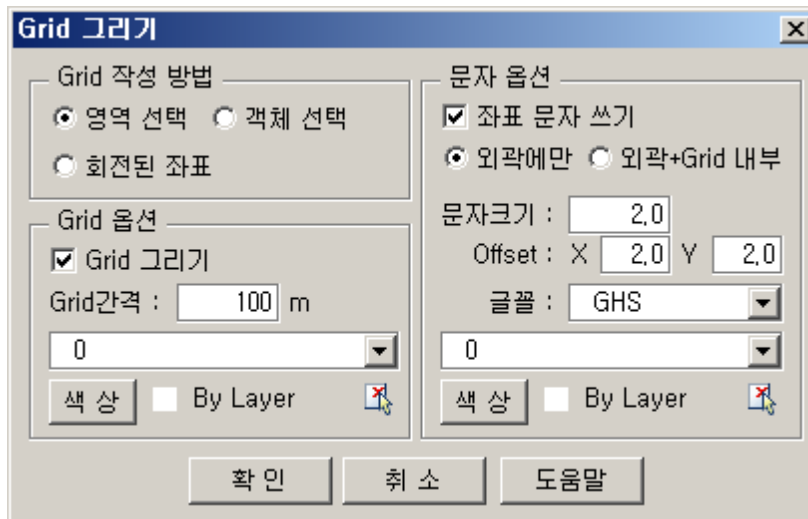 Grid 그리기
Grid 작성 방법
영역 선택 객체 선택
회전된 좌표
Grid 옵션
Grid 그리기
Grid간격 : 100 m
0
색 상 By Layer
문자 옵션
좌표 문자 쓰기
외곽에만 외곽+Grid 내부
문자크기 : 2.0
Offset : X 2.0 Y 2.0
글꼴 : GHS
0
색 상 By Layer
확 인 취 소 도움말